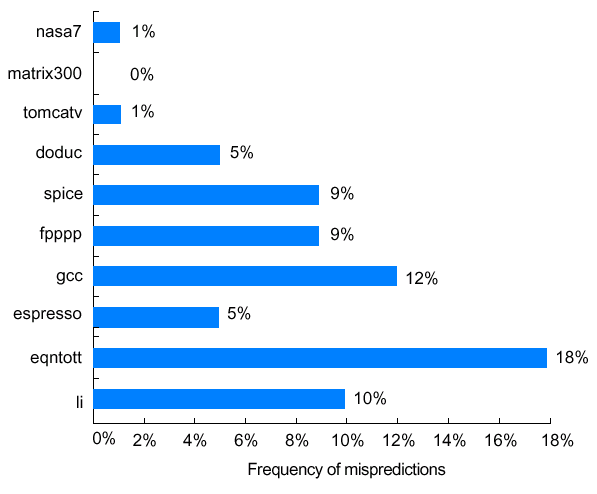 nasa7 1%
matrix300 0%
tomcatv 1%
doduc 5%
spice 9%
fpppp 9%
gcc 12%
espresso 5%
eqntott 18%
li 10%
0% 2% 4% 6% 8% 10% 12% 14% 16% 18%
Frequency of mispredictions